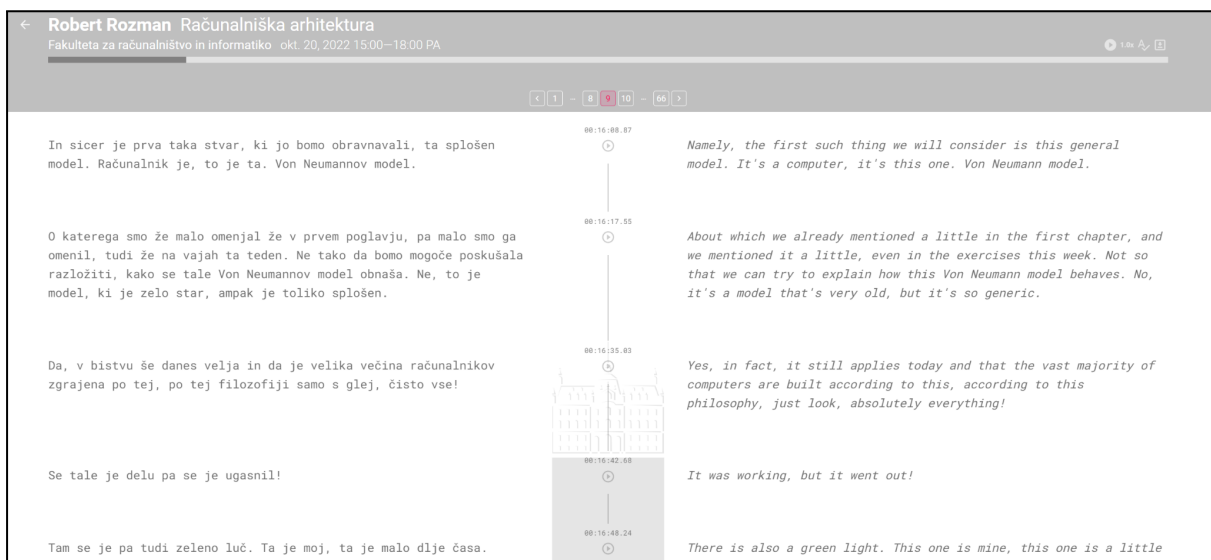 ← Robert Rozman Računalniška arhitektura
Fakulteta za računalništvo in informatiko okt. 20, 2022 15:00—18:00 PA
1.0x
< 1 – 8 9 10 – 66 >
00:16:08.87
In sicer je prva taka stvar, ki jo bomo obravnavali, ta splošen
model. Računalnik je, to je ta. Von Neumannov model.
Namely, the first such thing we will consider is this general
model. It's a computer, it's this one. Von Neumann model.
00:16:17.55
O katerega smo že malo omenjal že v prvem poglavju, pa malo smo ga
omenil, tudi že na vajah ta teden. Ne tako da bomo mogoče poskušala
razložiti, kako se tale Von Neumannov model obnaša. Ne, to je
model, ki je zelo star, ampak je toliko splošen.
About which we already mentioned a little in the first chapter, and
we mentioned it a little, even in the exercises this week. Not so
that we can try to explain how this Von Neumann model behaves. No,
it's a model that's very old, but it's so generic.
00:16:35.03
Da, v bistvu še danes velja in da je velika večina računalnikov
zgrajena po tej, po tej filozofiji samo s glej, čisto vse!
Yes, in fact, it still applies today and that the vast majority of
computers are built according to this, according to this
philosophy, just look, absolutely everything!
00:16:42.68
Se tale je delu pa se je ugasnil!
It was working, but it went out!
00:16:48.24
Tam se je pa tudi zeleno luč. Ta je moj, ta je malo dlje časa.
There is also a green light. This one is mine, this one is a little